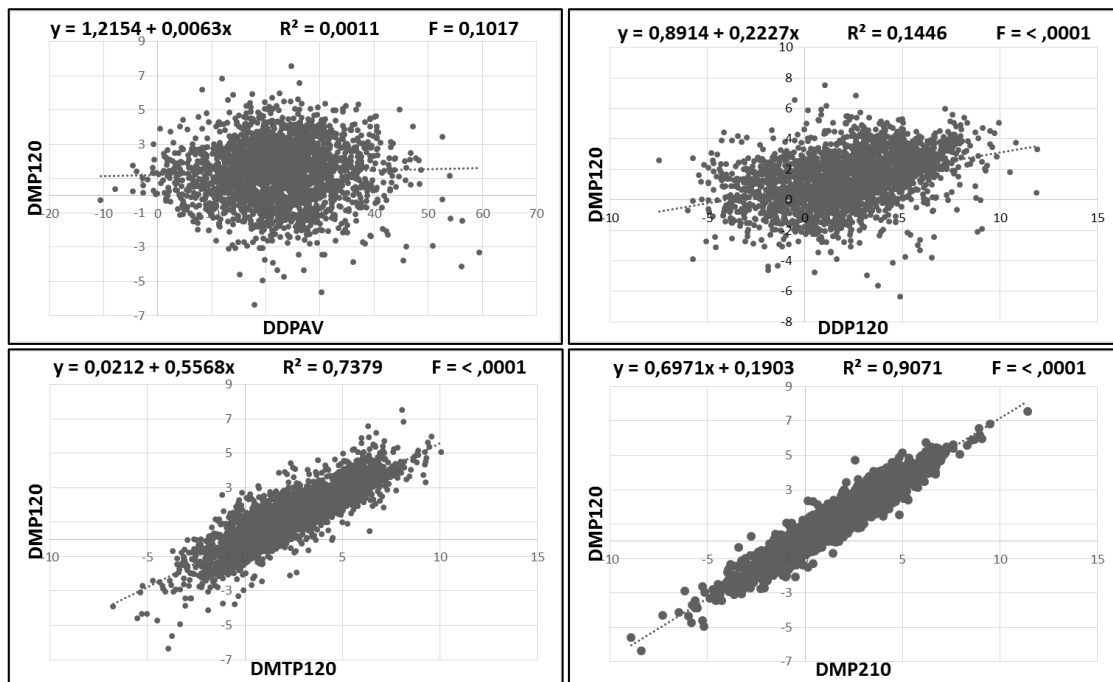 y = 1,2154 + 0,0063x R² = 0,0011 F = 0,1017
9
7
5
3
1
DMP120
-1
20 -10 0 10 20 30 40 50 60 70
-3
-5
-7
DDPAV
y = 0,8914 + 0,2227x R² = 0,1446 F = < ,0001
10
8
6
4
2
DMP120
0
10 -5 0 5 10 15
-2
-4
-6
-8
DDP120
y = 0,0212 + 0,5568x R² = 0,7379 F = < ,0001
9
7
5
3
DMP120
10 -5 5 10 15
-3
-5
-7
DMTP120
y = 0,6971x + 0,1903 R² = 0,9071 F = < ,0001
9
7
5
3
DMP120
10 -5 5 10 15
-3
-5
-7
DMP210